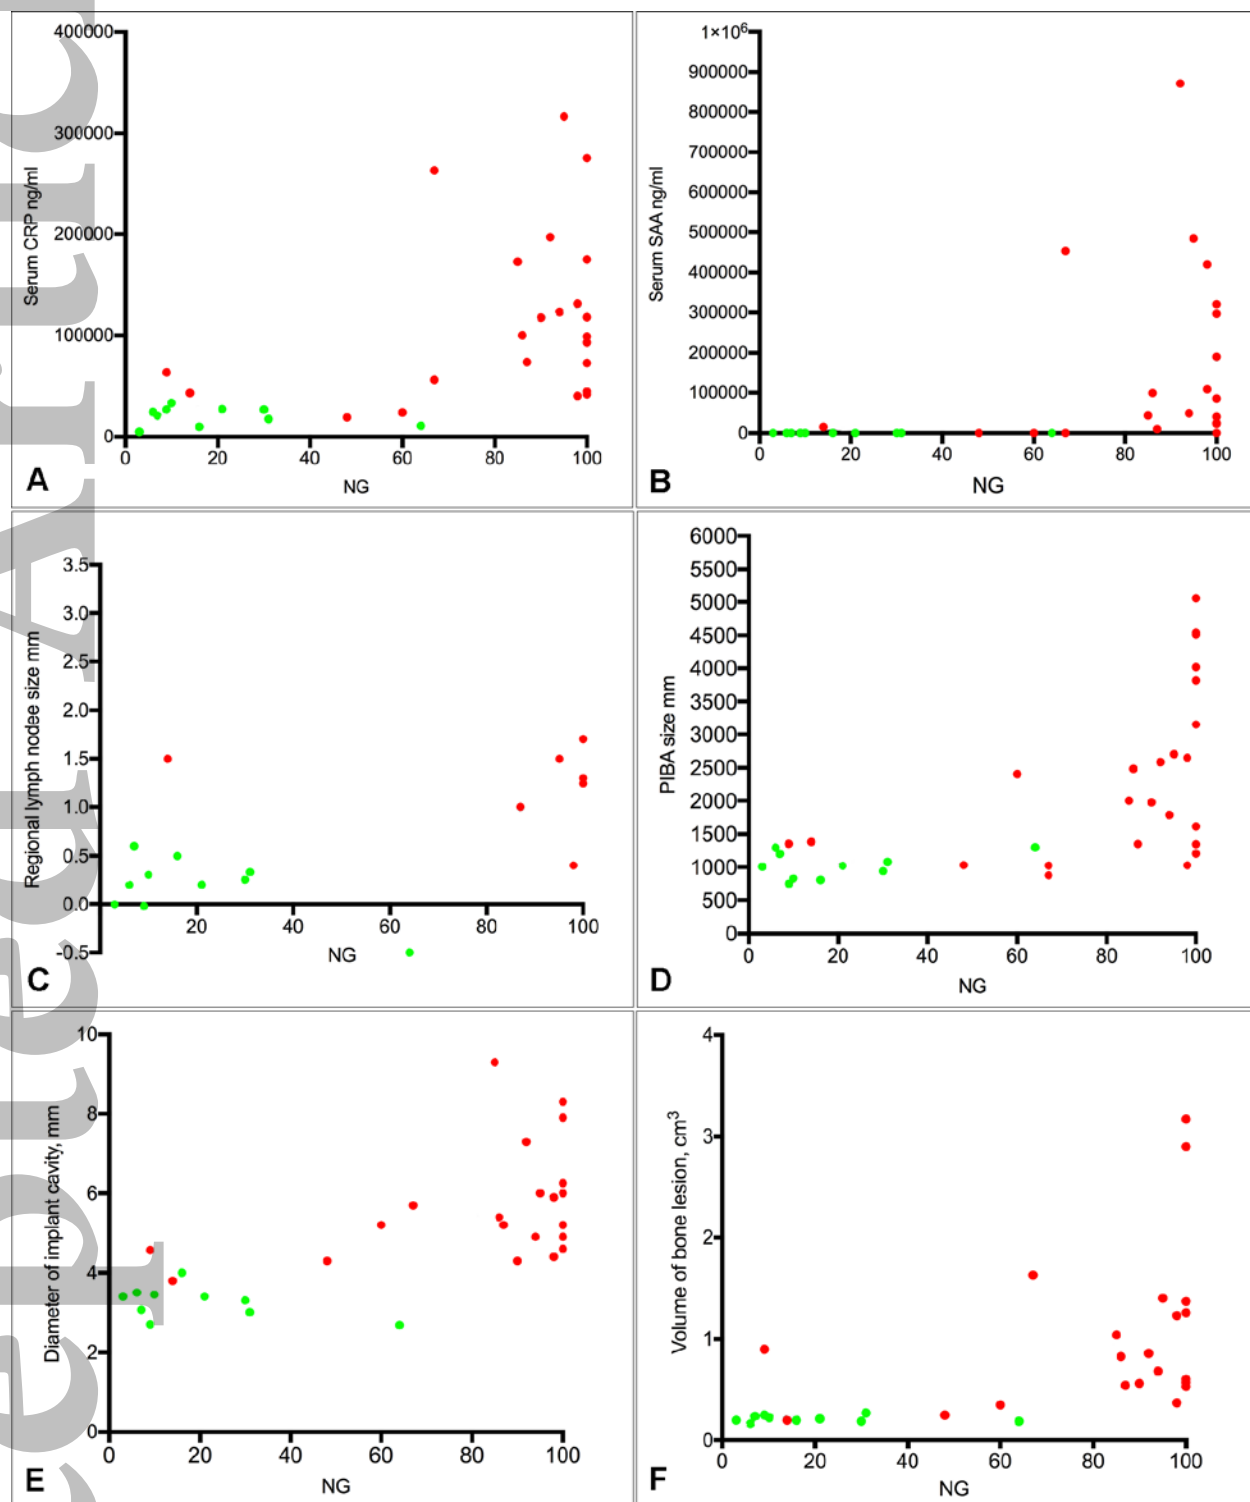 400000
300000
200000
100000
0
Serum CRP ng/ml
0 20 40 60 80 100
NG
A
1×10⁶
900000
800000
700000
600000
500000
400000
300000
200000
100000
0
Serum SAA ng/ml
0 20 40 60 80 100
NG
B
3.5
3.0
2.5
2.0
1.5
1.0
0.5
0.0
-0.5
Regional lymph nodee size mm
20 40 60 80 100
NG
C
6000
5500
5000
4500
4000
3500
3000
2500
2000
1500
1000
500
0
PIBA size mm
0 20 40 60 80 100
NG
D
10
8
6
4
2
0
Diameter of implant cavity, mm
0 20 40 60 80 100
NG
E
4
3
2
1
0
Volume of bone lesion, cm³
0 20 40 60 80 100
NG
F